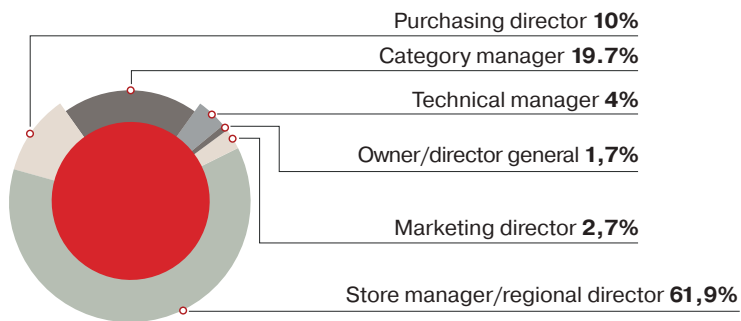 Purchasing director 10%
Category manager 19.7%
Technical manager 4%
Owner/director general 1,7%
Marketing director 2,7%
Store manager/regional director 61,9%